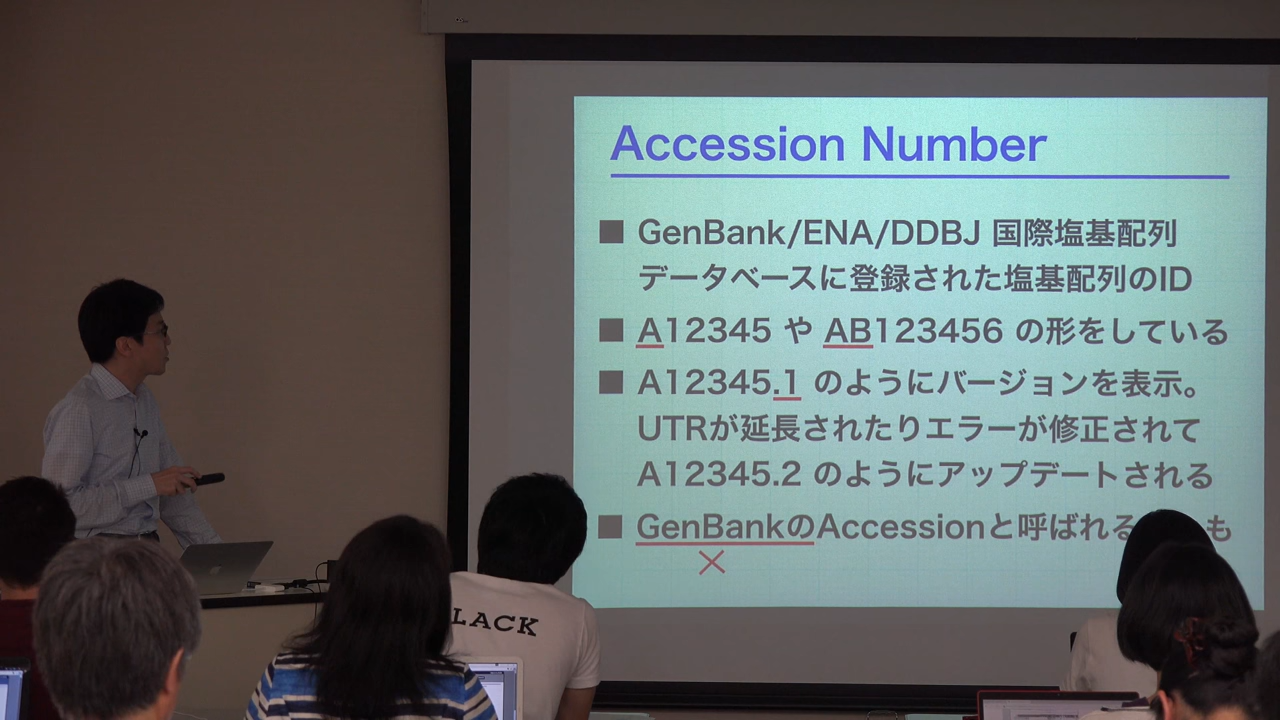 Accession Number
■ GenBank/ENA/DDBJ 国際塩基配列
データベースに登録された塩基配列のID
■ A12345 や AB123456 の形をしている
■ A12345.1 のようにバージョンを表示。
UTRが延長されたりエラーが修正されて
A12345.2 のようにアップデートされる
■ GenBankのAccessionと呼ばれる も
×
LACK